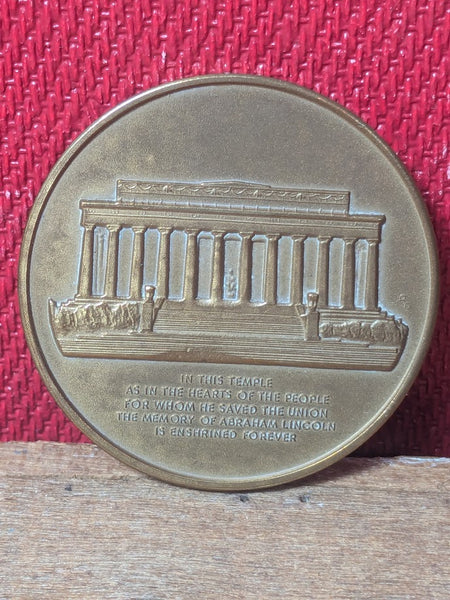 IN THIS TEMPLE
AS IN THE HEARTS OF THE PEOPLE
FOR WHOM HE SAVED THE UNION
THE MEMORY OF ABRAHAM LINCOLN
IS ENSHRINED FOREVER